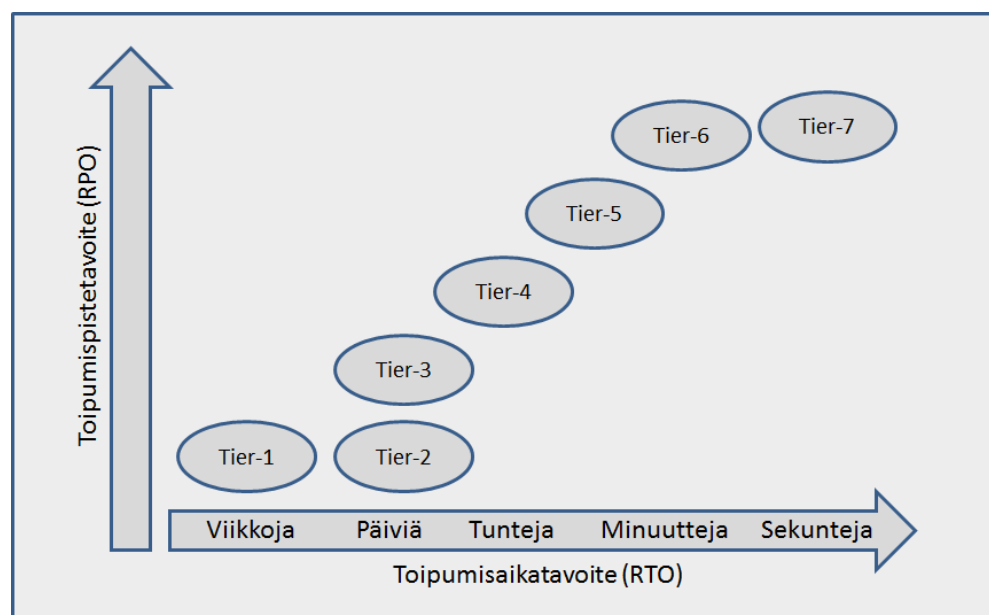 Toipumispistetavoite (RPO)
Tier-7
Tier-6
Tier-5
Tier-4
Tier-3
Tier-1
Tier-2
Viikkoja
Päiviä
Tunteja
Minuutteja
Sekunteja
Toipumisaikatavoite (RTO)